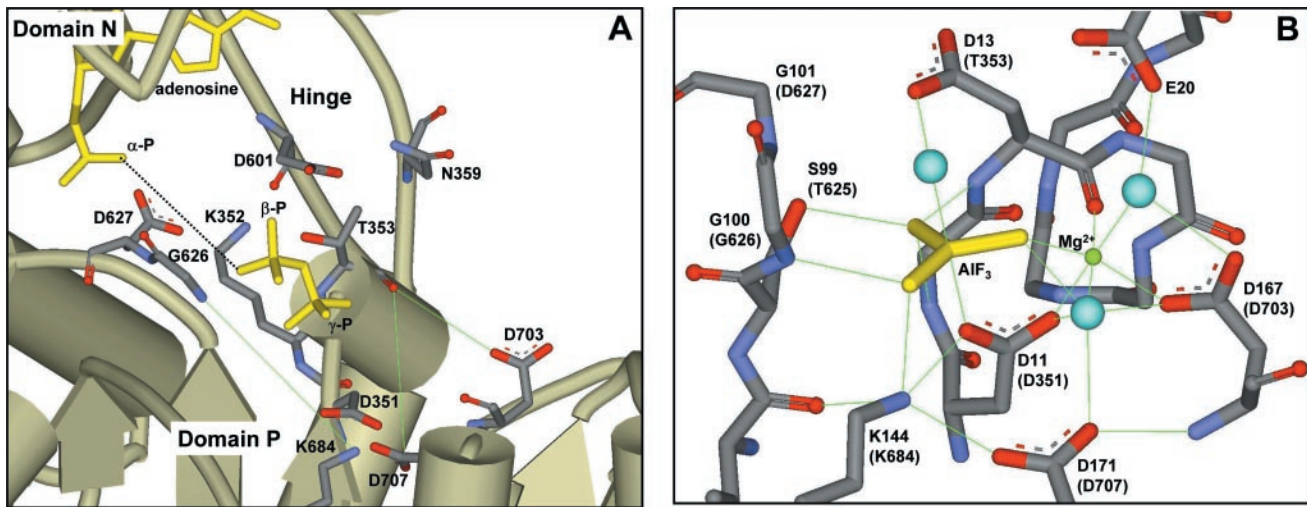 Domain N
A
adenosine
Hinge
α-P
D601
N359
D627
K352
β-P
T353
G626
γ-P
D703
D351
Domain P
K684
D707
B
D13
(T353)
G101
(D627)
E20
S99
(T625)
G100
(G626)
Mg²⁺
AlF₃
D167
(D703)
D11
(D351)
K144
(K684)
D171
(D707)